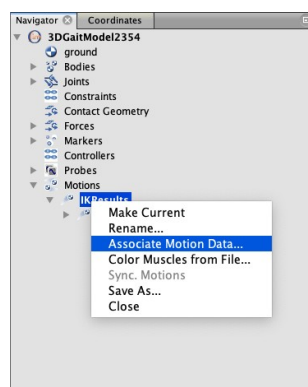 Navigator
Coordinates
3DGaitModel2354
ground
Bodies
Joints
Constraints
Contact Geometry
Forces
Markers
Controllers
Probes
Motions
IKResults
Make Current
Rename...
Associate Motion Data...
Color Muscles from File...
Sync. Motions
Save As...
Close